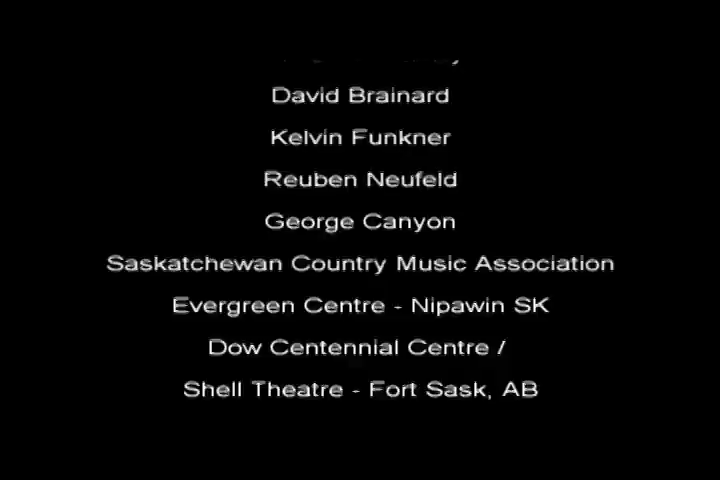 David Brainard
Kelvin Funkner
Reuben Neufeld
George Canyon
Saskatchewan Country Music Association
Evergreen Centre - Nipawin SK
Dow Centennial Centre /
Shell Theatre - Fort Sask, AB